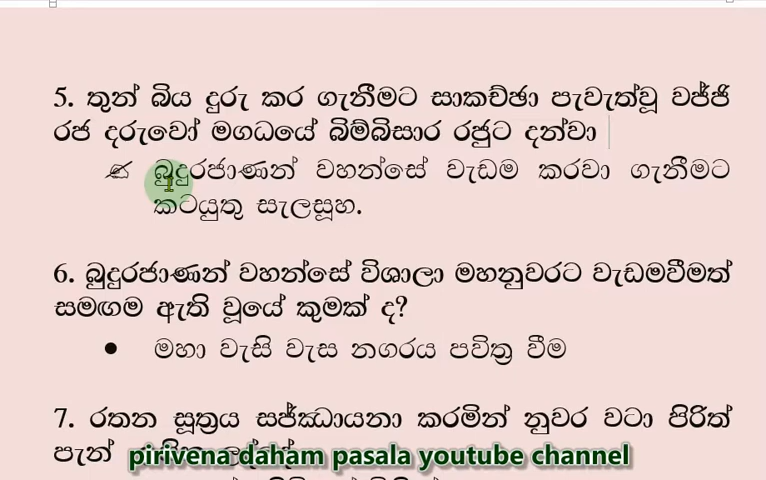 5. තුන් බිය දුරු කර ගැනීමට සාකච්ඡා පැවැත්වූ වජ්ජි
රජ දරුවෝ මගධයේ බිම්බිසාර රජුට දන්වා
බුදුරජාණන් වහන්සේ වැඩම කරවා ගැනීමට
කටයුතු සැලසූහ.
6. බුදුරජාණන් වහන්සේ විශාලා මහනුවරට වැඩමවීමත්
සමඟම ඇති වූයේ කුමක් ද?
• මහා වැසි වැස නගරය පවිත්‍ර වීම
7. රතන සූත්‍රය සජ්ඣායනා කරමින් නුවර වටා පිරිත්
පැන්
pirivena daham pasala youtube channel